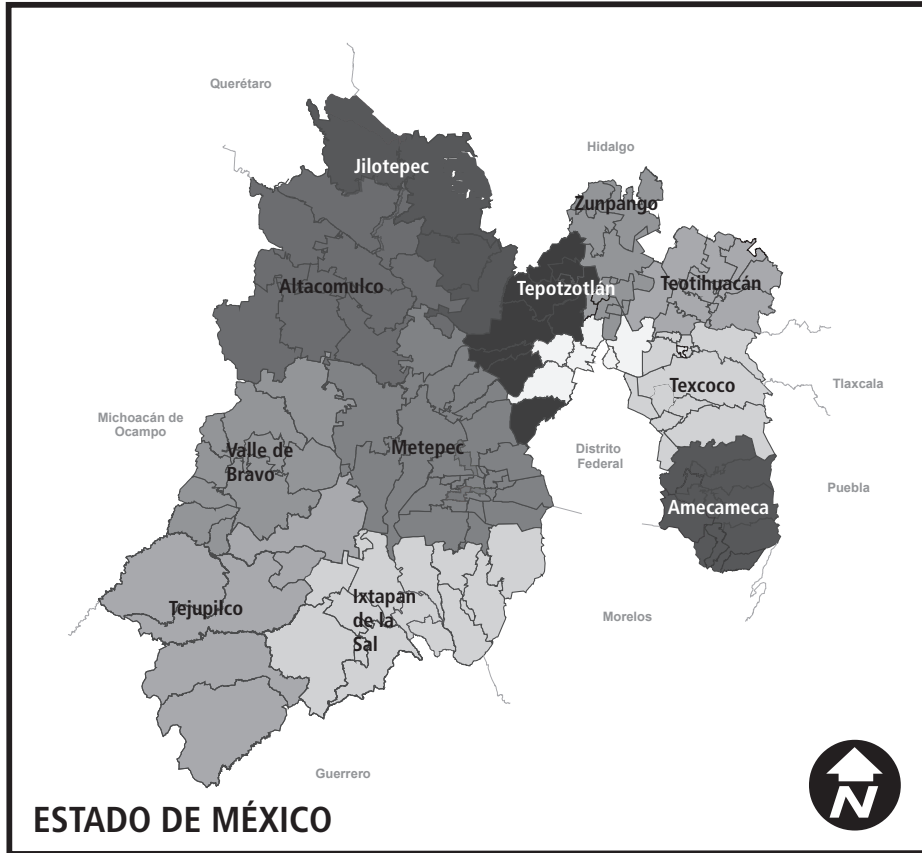 Querétaro
Hidalgo
Jilotepec
Zunpango
Altacomulco
Tepotzotlán
Teotihuacán
Texcoco
Tlaxcala
Michoacán de
Ocampo
Valle de
Bravo
Metepec
Distrito
Federal
Puebla
Amecameca
Tejupilco
Ixtapan
de la
Sal
Morelos
Guerrero
ESTADO DE MÉXICO
N